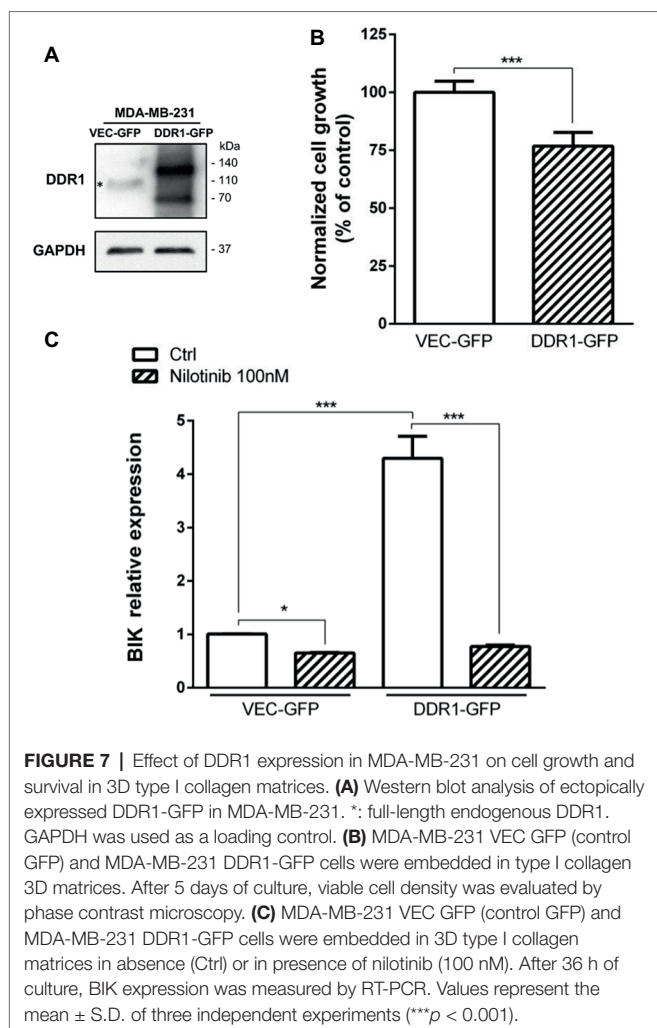 A
MDA-MB-231
VEC-GFP DDR1-GFP
kDa
DDR1
*
- 140
- 110
- 70
GAPDH
- 37
B
Normalized cell growth
(% of control)
125
100
75
50
125
0
***
VEC-GFP DDR1-GFP
C
Ctrl
Nilotinib 100nM
BIK relative expression
5
4
3
2
1
0
***
***
*
VEC-GFP DDR1-GFP
FIGURE 7 | Effect of DDR1 expression in MDA-MB-231 on cell growth and
survival in 3D type I collagen matrices. (A) Western blot analysis of ectopically
expressed DDR1-GFP in MDA-MB-231. *: full-length endogenous DDR1.
GAPDH was used as a loading control. (B) MDA-MB-231 VEC GFP (control
GFP) and MDA-MB-231 DDR1-GFP cells were embedded in type I collagen
3D matrices. After 5 days of culture, viable cell density was evaluated by
phase contrast microscopy. (C) MDA-MB-231 VEC GFP (control GFP) and
MDA-MB-231 DDR1-GFP cells were embedded in 3D type I collagen
matrices in absence (Ctrl) or in presence of nilotinib (100 nM). After 36 h of
culture, BIK expression was measured by RT-PCR. Values represent the
mean ± S.D. of three independent experiments (***p < 0.001).